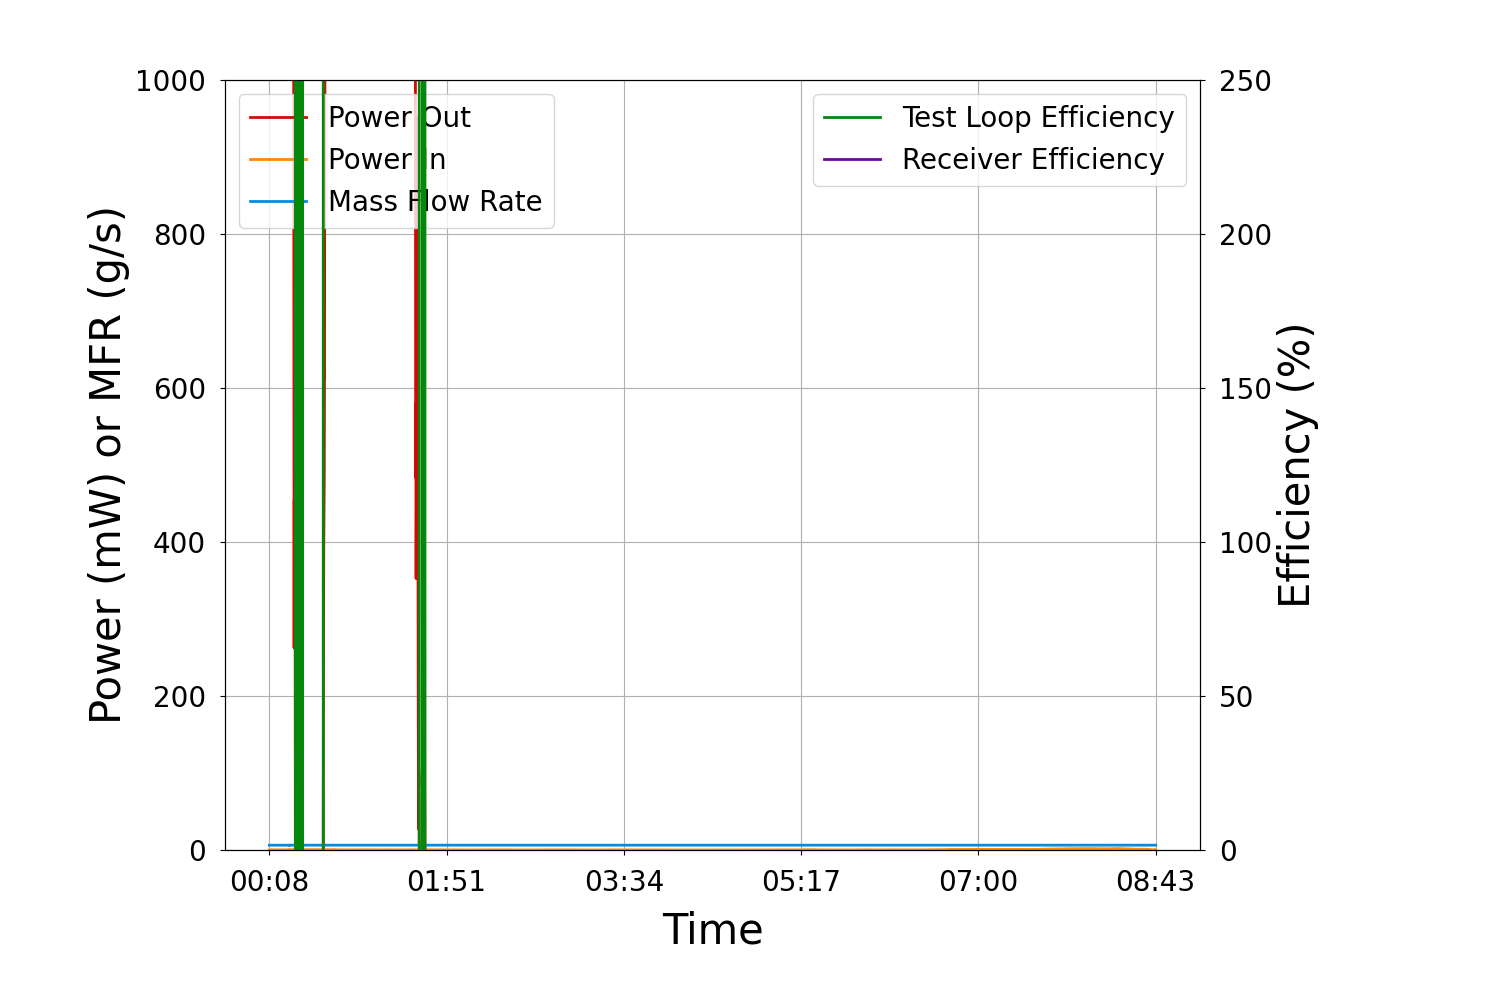 1000
800
600
400
200
0
Power (mW) or MFR (g/s)
Power Out
Power In
Mass Flow Rate
Test Loop Efficiency
Receiver Efficiency
250
200
150
100
50
0
Efficiency (%)
00:08 01:51 03:34 05:17 07:00 08:43
Time